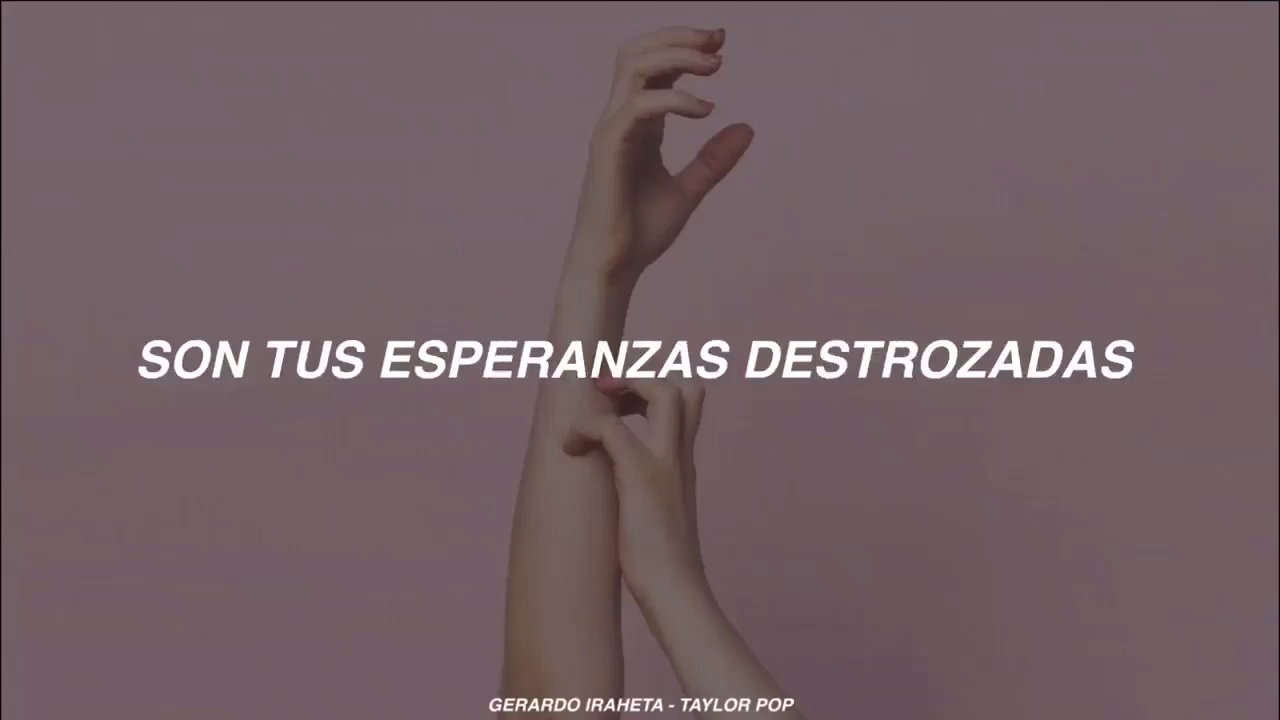 SON TUS ESPERANZAS DESTROZADAS
GERARDO IRAHETA - TAYLOR POP